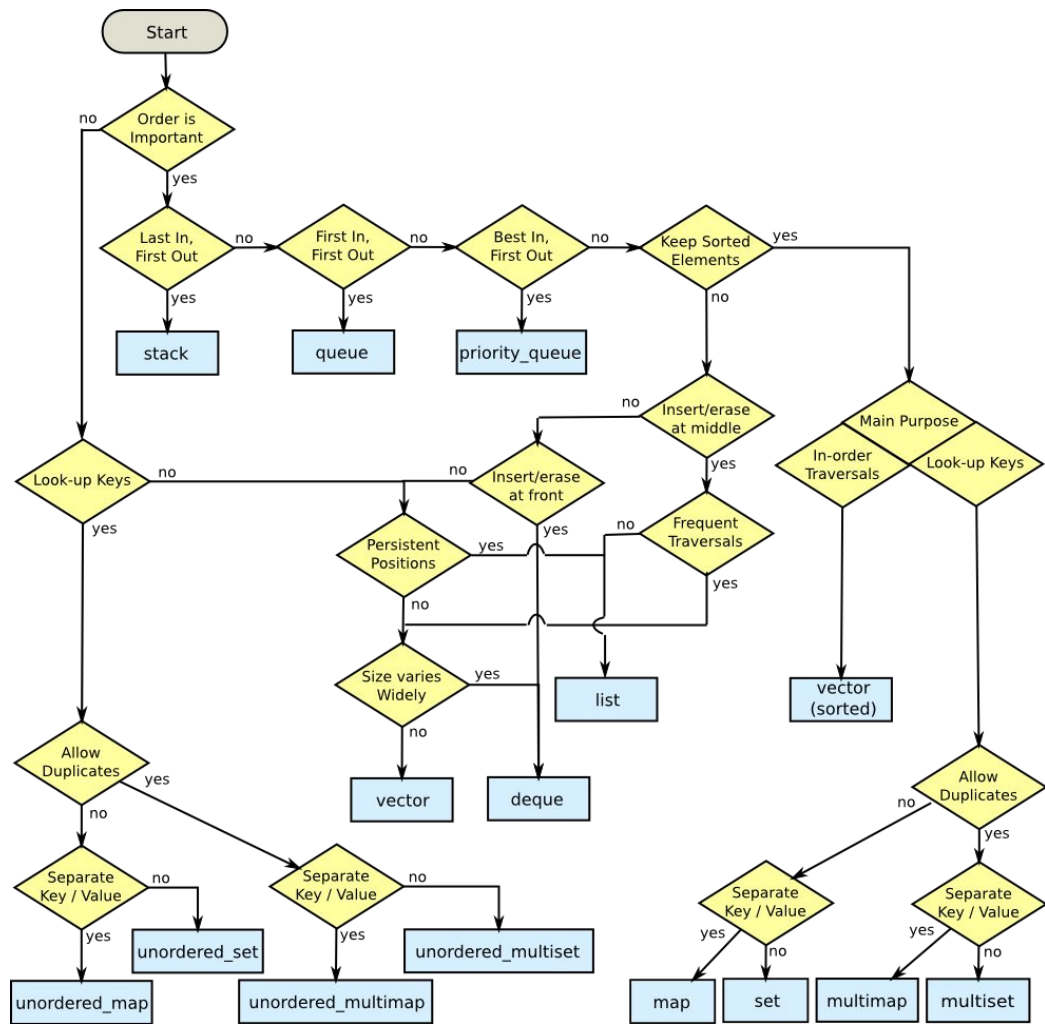 Start
no
Order is
Important
yes
Last In,
First Out
no
First In,
First Out
no
Best In,
First Out
no
Keep Sorted
Elements
yes
yes
yes
yes
no
stack
queue
priority_queue
no
Insert/erase
at middle
Main Purpose
In-order
Traversals
Look-up Keys
yes
Look-up Keys
no
no
Insert/erase
at front
yes
yes
no
Frequent
Traversals
Persistent
Positions
yes
yes
no
Size varies
Widely
yes
no
list
vector
(sorted)
vector
deque
Allow
Duplicates
yes
no
Allow
Duplicates
no
yes
Separate
Key / Value
no
yes
Separate
Key / Value
no
yes
Separate
Key / Value
yes
no
Separate
Key / Value
yes
no
unordered_set
unordered_multiset
unordered_map
unordered_multimap
map
set
multimap
multiset